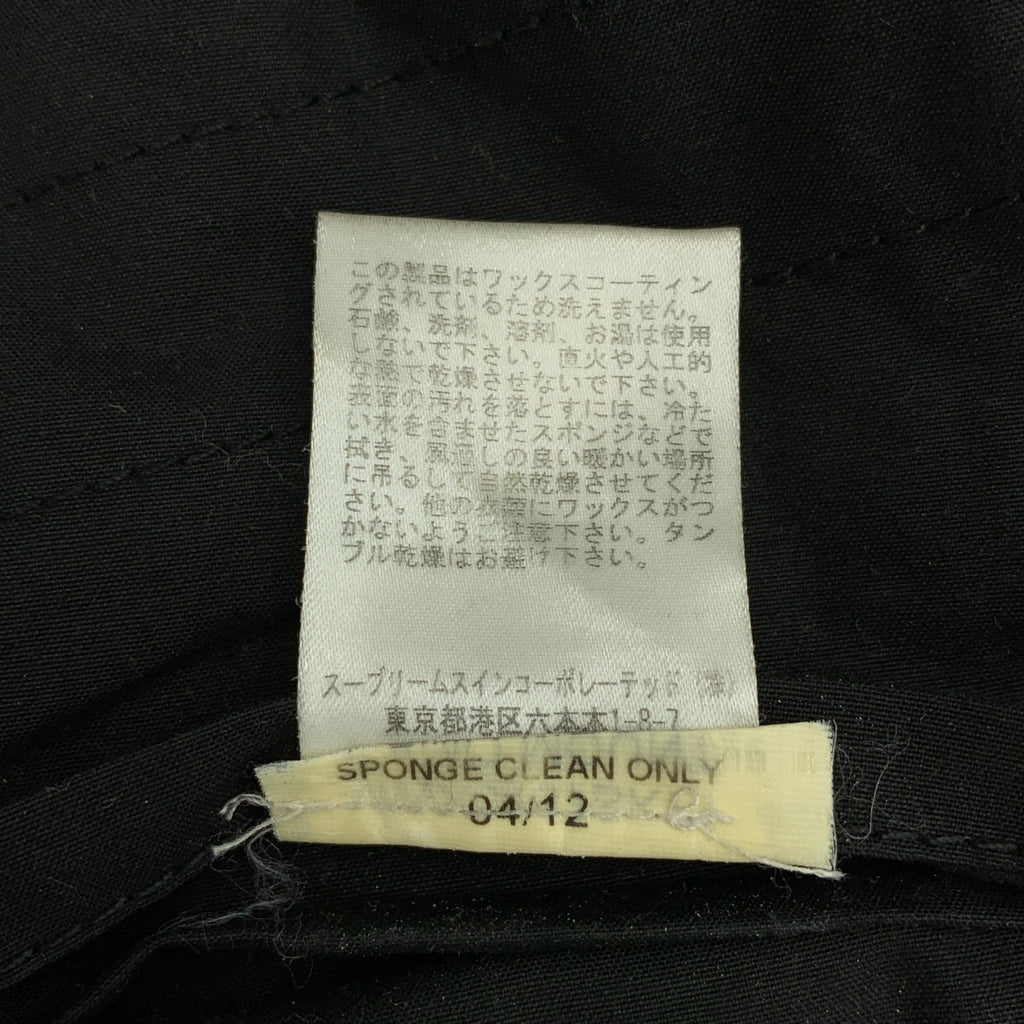 この製品はワックスコーティン
グされているため洗えません。
石鹸、洗剤、溶剤、お湯は使用
しないで下さい。直火や人工的
な熱で乾燥させないで下さい。
表面の汚れを落とすには、冷た
い水を含ませたスポンジなどで
拭き、風通しの良い暖かい場所
に吊るして自然乾燥させてくだ
さい。他の衣類にワックスがつ
かないようご注意下さい。タン
ブル乾燥はお避け下さい。
スープリームスインコーポレーテッド(株)
東京都港区六本木1-8-7
SPONGE CLEAN ONLY
04/12